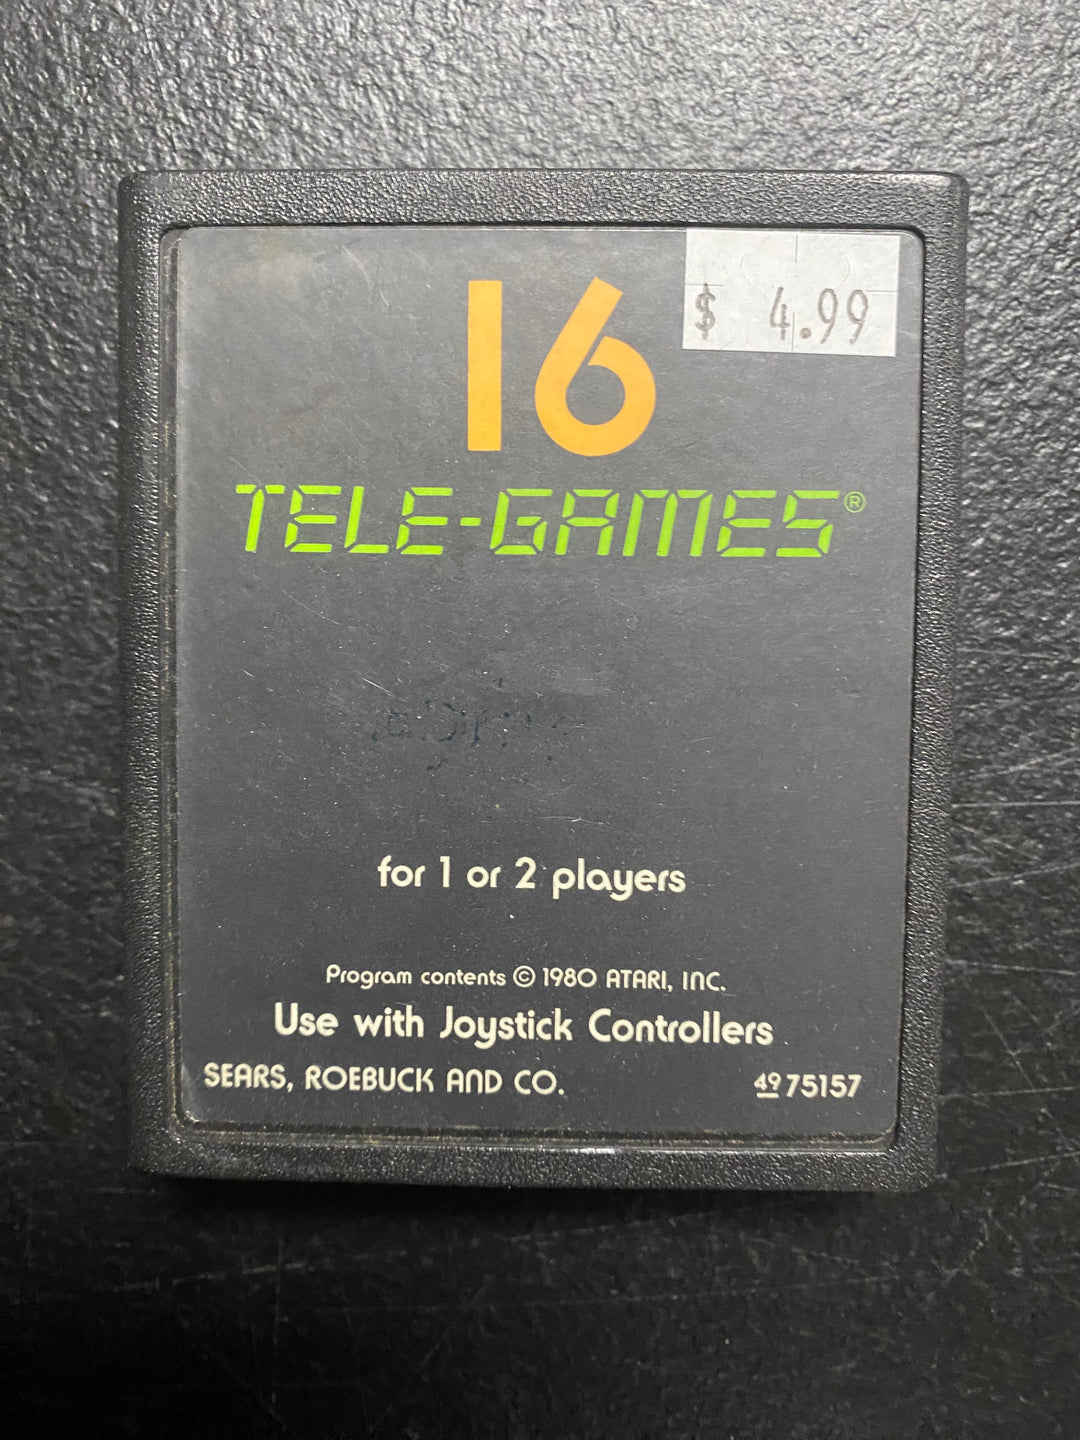 16
$ 4.99
TELE-GAMES®
for 1 or 2 players
Program contents © 1980 ATARI, INC.
Use with Joystick Controllers
SEARS, ROEBUCK AND CO. 49 75157